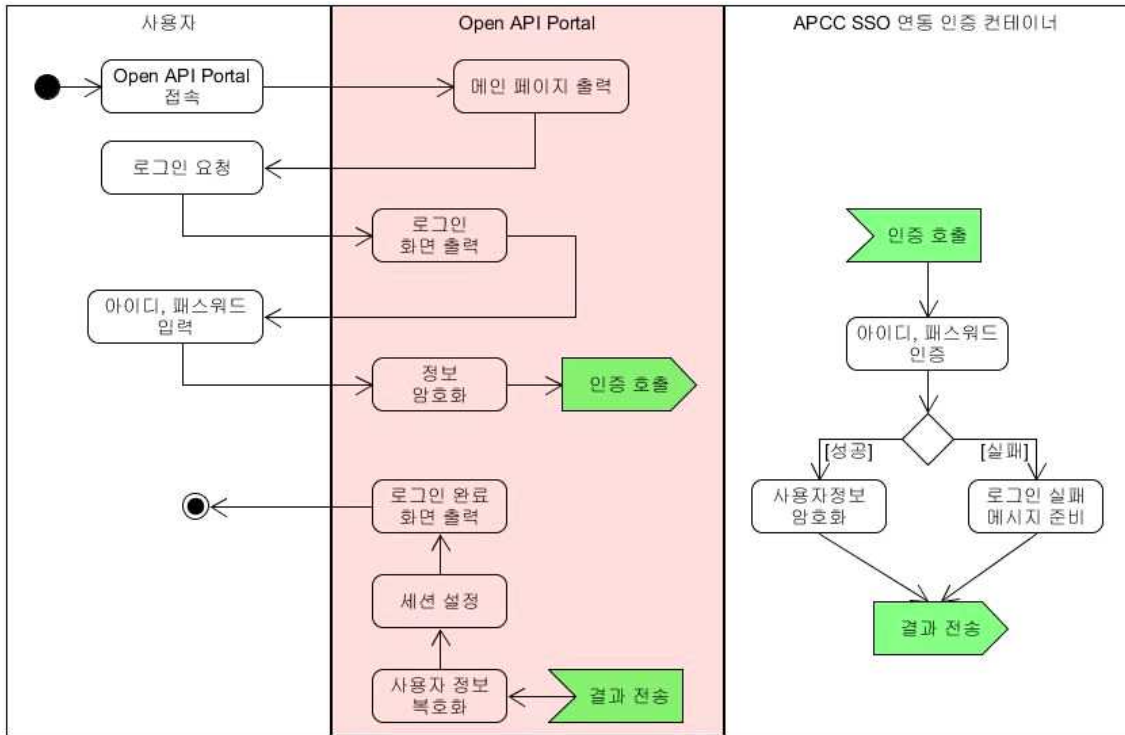 사용자
Open API Portal
APCC SSO 연동 인증 컨테이너
Open API Portal
접속
메인 페이지 출력
로그인 요청
로그인
화면 출력
아이디, 패스워드
입력
정보
암호화
인증 호출
로그인 완료
화면 출력
세션 설정
사용자 정보
복호화
결과 전송
인증 호출
아이디, 패스워드
인증
[성공]
[실패]
사용자정보
암호화
로그인 실패
메시지 준비
결과 전송